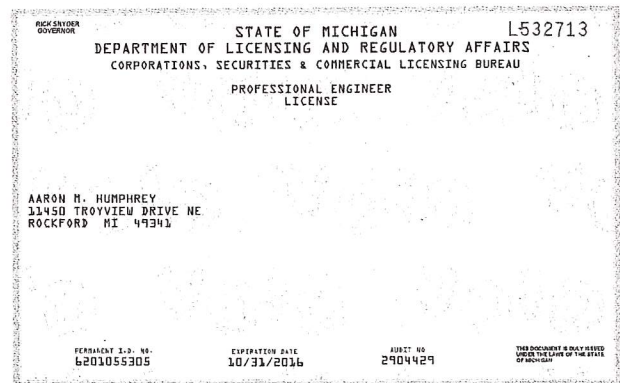 RICK SNYDER
GOVERNOR
L532713
STATE OF MICHIGAN
DEPARTMENT OF LICENSING AND REGULATORY AFFAIRS
CORPORATIONS, SECURITIES & COMMERCIAL LICENSING BUREAU
PROFESSIONAL ENGINEER
LICENSE
AARON M. HUMPHREY
11450 TROYVIEW DRIVE NE
ROCKFORD MI 49341
PERMANENT I.D. NO.
6201055305
EXPIRATION DATE
10/31/2016
AUDIT NO
2904429
THIS DOCUMENT IS DULY ISSUED
UNDER THE LAWS OF THE STATE
OF MICHIGAN